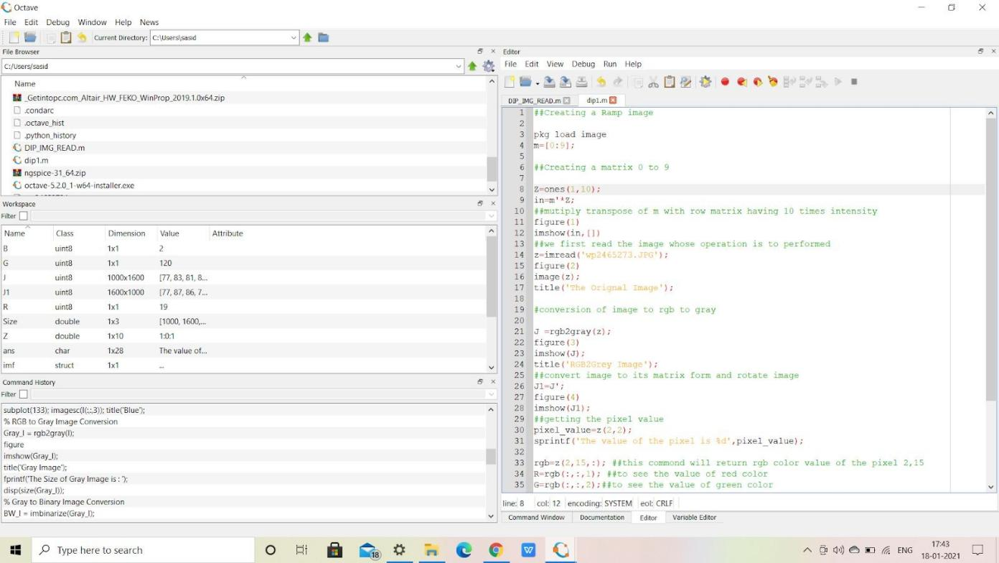 Octave
File Edit Debug Window Help News
Current Directory: C:\Users\sasid
File Browser
C:/Users/sasid
Name
_Getintopc.com_Altair_HW_FEKO_WinProp_2019.1.0x64.zip
.condarc
.octave_hist
.python_history
DIP_IMG_READ.m
dip1.m
ngspice-31_64.zip
octave-5.2.0_1-w64-installer.exe
Workspace
Filter
Name Class Dimension Value Attribute
B uint8 1x1 2
G uint8 1x1 120
J uint8 1000x1600 [77, 83, 81, 8...
J1 uint8 1600x1000 [77, 87, 86, 7...
R uint8 1x1 19
Size double 1x3 [1000, 1600,...
Z double 1x10 1:0:1
ans char 1x28 The value of...
imf struct 1x1 ...
Command History
Filter
subplot(133); imagesc(I(:,:,3)); title('Blue');
% RGB to Gray Image Conversion
Gray_I = rgb2gray(I);
figure
imshow(Gray_I);
title('Gray Image');
fprintf('The Size of Gray Image is : ');
disp(size(Gray_I));
% Gray to Binary Image Conversion
BW_I = imbinarize(Gray_I);
Editor
File Edit View Debug Run Help
DIP_IMG_READ.m dip1.m
1 ##Creating a Ramp image
2
3 pkg load image
4 m=[0:9];
5
6 ##Creating a matrix 0 to 9
7
8 Z=ones(1,10);
9 in=m'*Z;
10 ##mutiply transpose of m with row matrix having 10 times intensity
11 figure(1)
12 imshow(in,[])
13 ##we first read the image whose operation is to performed
14 z=imread('wp2465273.JPG');
15 figure(2)
16 image(z);
17 title('The Orignal Image');
18
19 #conversion of image to rgb to gray
20
21 J =rgb2gray(z);
22 figure(3)
23 imshow(J);
24 title('RGB2Grey Image');
25 ##convert image to its matrix form and rotate image
26 J1=J';
27 figure(4)
28 imshow(J1);
29 ##getting the pixel value
30 pixel_value=z(2,2);
31 sprintf('The value of the pixel is %d',pixel_value);
32
33 rgb=z(2,15,:); ##this commond will return rgb color value of the pixel 2,15
34 R=rgb(:,:,1); ##to see the value of red color
35 G=rgb(:,:,2);##to see the value of green color
line: 8 col: 12 encoding: SYSTEM eol: CRLF
Command Window Documentation Editor Variable Editor
Type here to search
18
ENG
17:43
18-01-2021